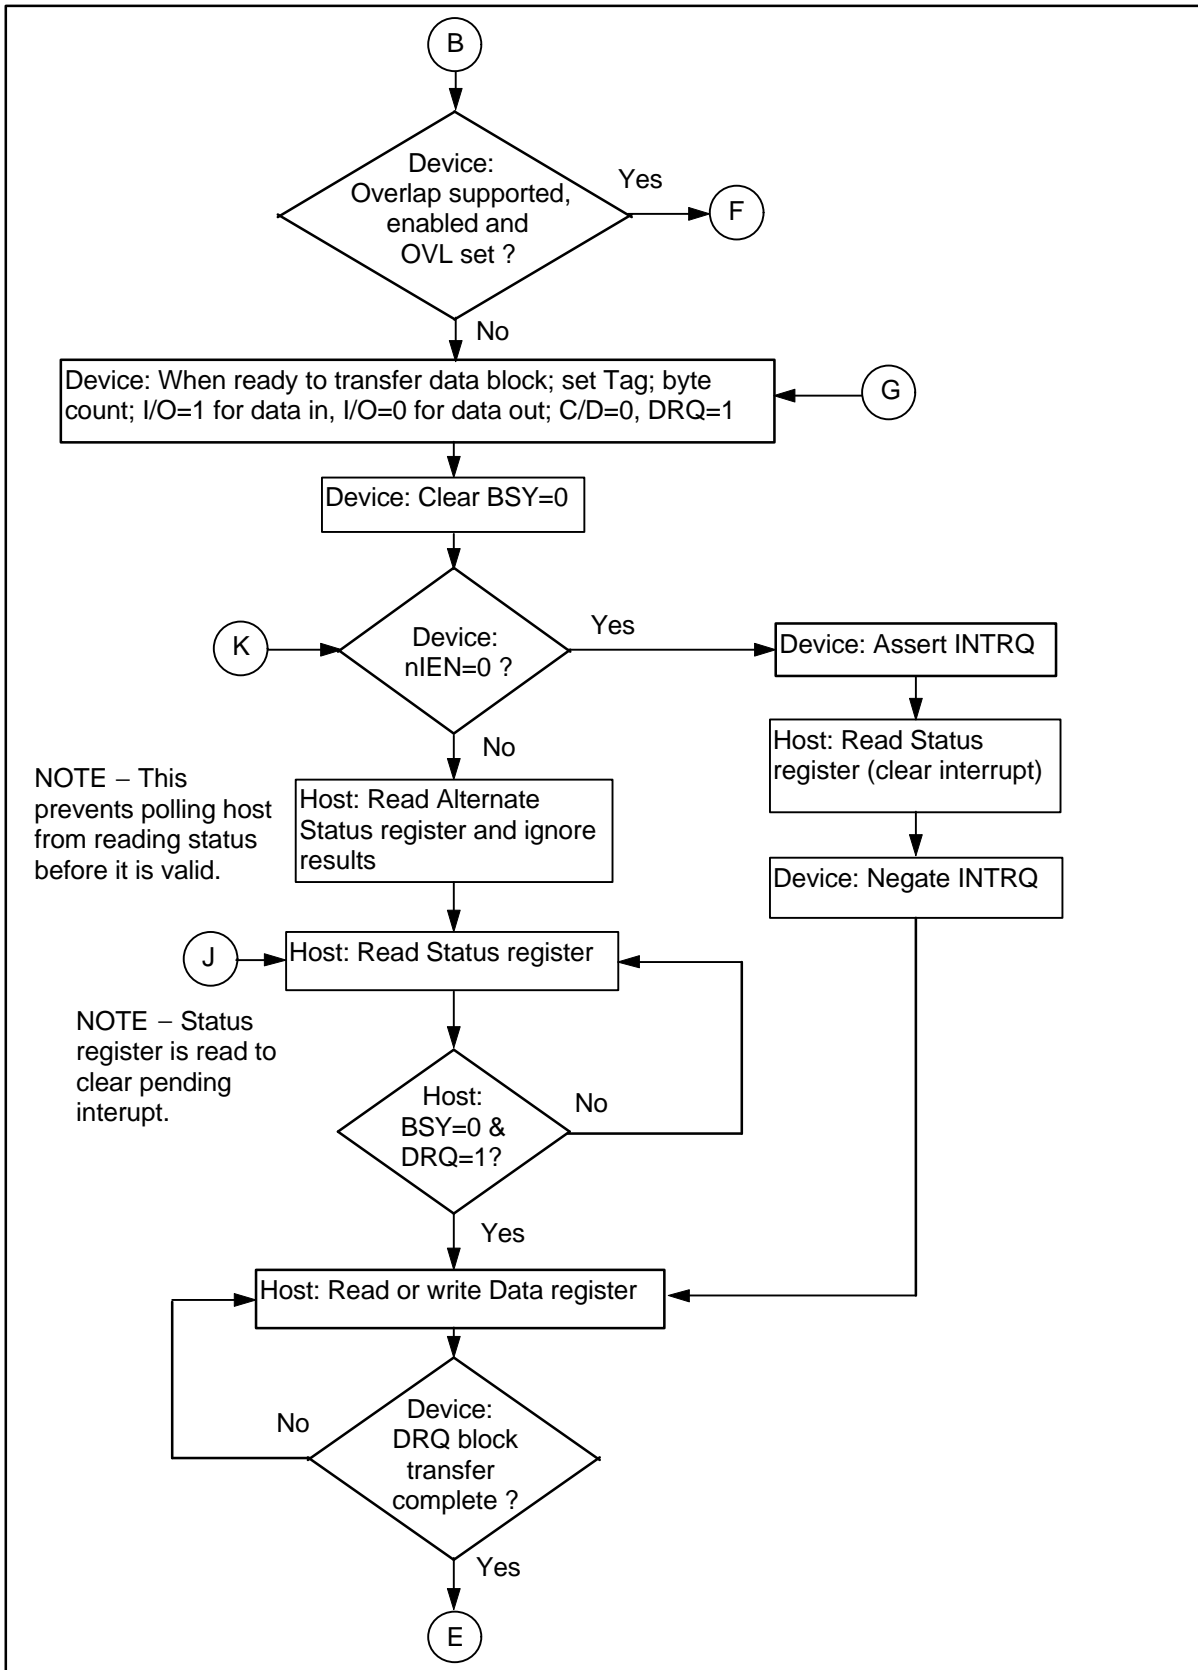 B
Device:
Overlap supported,
enabled and
OVL set ?
Yes
F
No
Device: When ready to transfer data block; set Tag; byte
count; I/O=1 for data in, I/O=0 for data out; C/D=0, DRQ=1
G
Device: Clear BSY=0
K
Device:
nIEN=0 ?
Yes
Device: Assert INTRQ
No
Host: Read Status
register (clear interrupt)
NOTE – This
prevents polling host
from reading status
before it is valid.
Host: Read Alternate
Status register and ignore
results
Device: Negate INTRQ
J
Host: Read Status register
NOTE – Status
register is read to
clear pending
interupt.
Host:
BSY=0 &
DRQ=1?
No
Yes
Host: Read or write Data register
No
Device:
DRQ block
transfer
complete ?
Yes
E